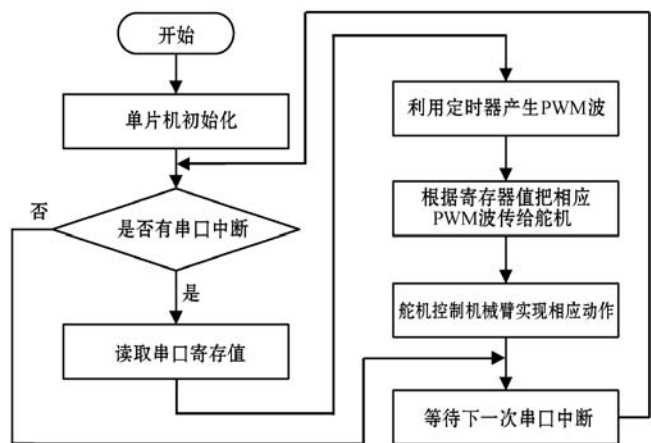 开始
单片机初始化
否
是否有串口中断
是
读取串口寄存值
利用定时器产生PWM波
根据寄存器值把相应
PWM波传给舵机
舵机控制机械臂实现相应动作
等待下一次串口中断